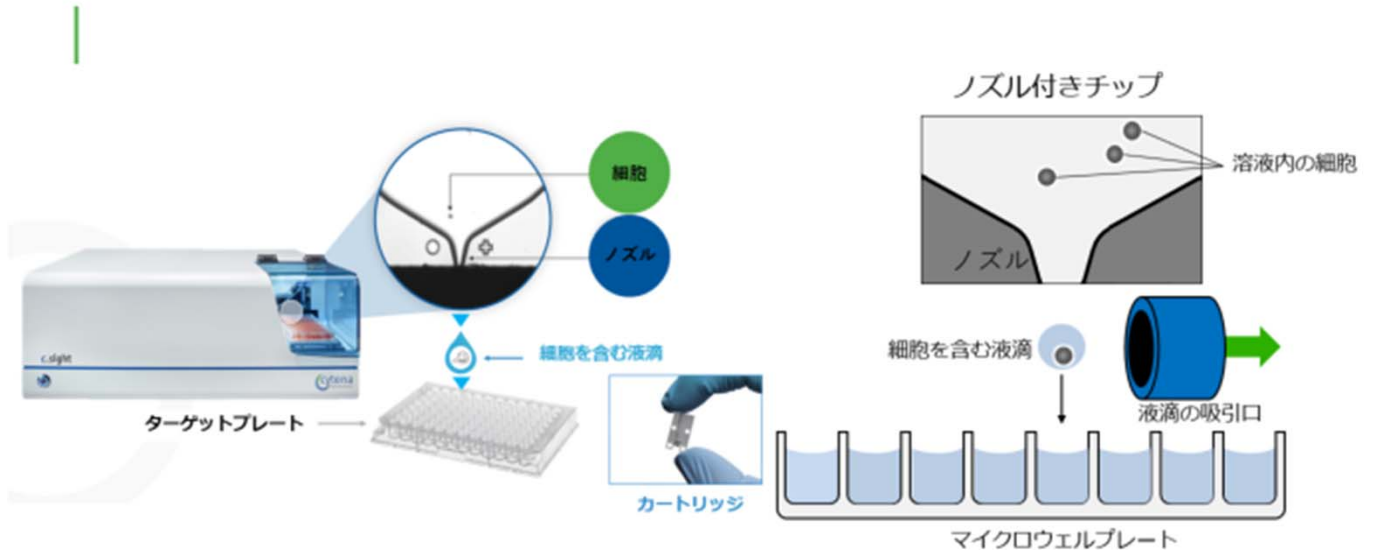 細胞
ノズル
細胞を含む液滴
ターゲットプレート
カートリッジ
c.sight
cytena
ノズル付きチップ
溶液内の細胞
ノズル
細胞を含む液滴
液滴の吸引口
マイクロウェルプレート